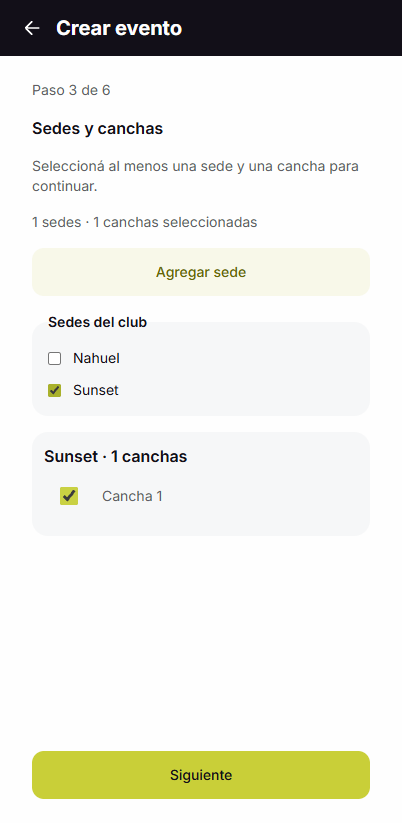 Crear evento
Paso 3 de 6
Sedes y canchas
Seleccioná al menos una sede y una cancha para
continuar.
1 sedes · 1 canchas seleccionadas
Agregar sede
Sedes del club
Nahuel
Sunset
Sunset · 1 canchas
Cancha 1
Siguiente